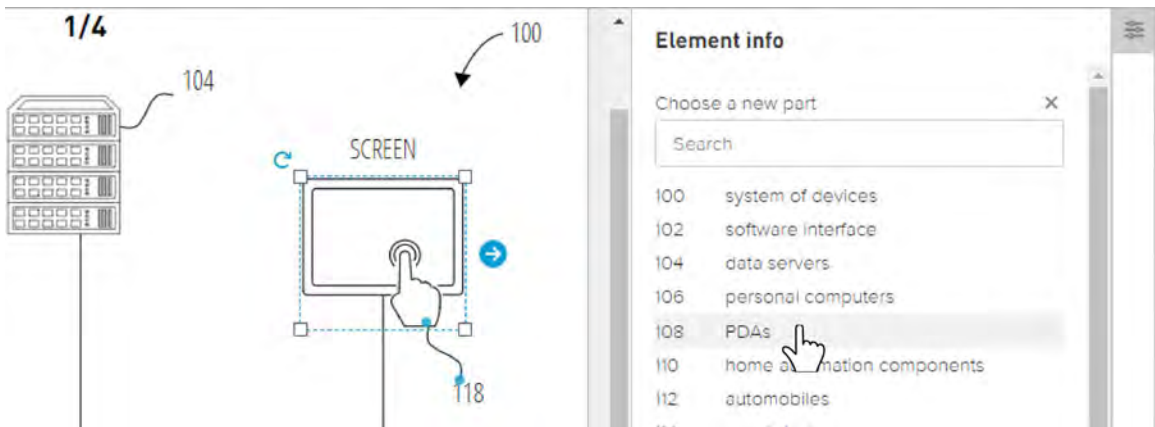 1/4
100
104
SCREEN
118
Element info
Choose a new part
Search
100 system of devices
102 software interface
104 data servers
106 personal computers
108 PDAs
110 home automation components
112 automobiles